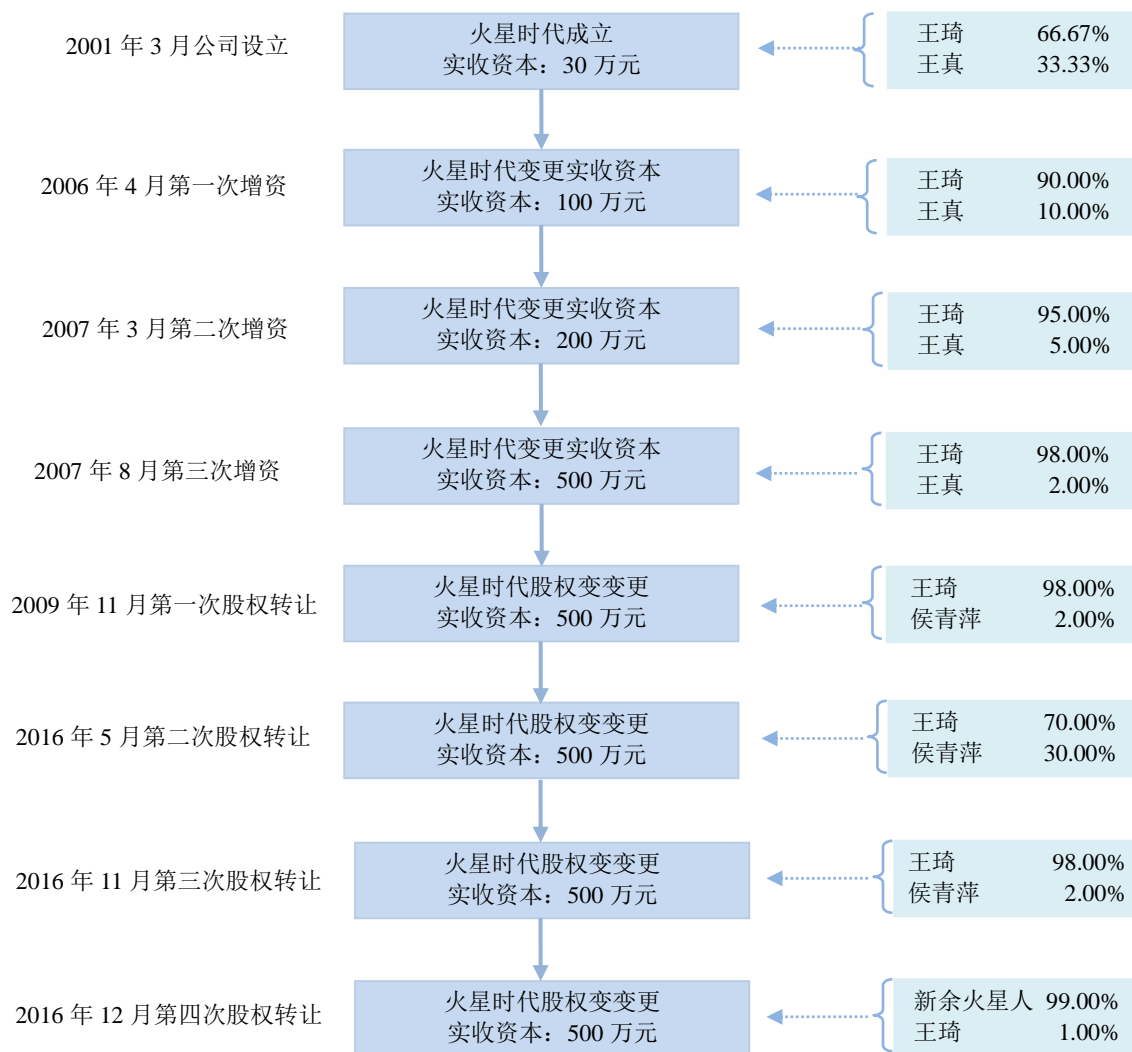 2001 年 3 月公司设立
火星时代成立
实收资本：30 万元
王琦 66.67%
王真 33.33%
2006 年 4 月第一次增资
火星时代变更实收资本
实收资本：100 万元
王琦 90.00%
王真 10.00%
2007 年 3 月第二次增资
火星时代变更实收资本
实收资本：200 万元
王琦 95.00%
王真 5.00%
2007 年 8 月第三次增资
火星时代变更实收资本
实收资本：500 万元
王琦 98.00%
王真 2.00%
2009 年 11 月第一次股权转让
火星时代股权变变更
实收资本：500 万元
王琦 98.00%
侯青萍 2.00%
2016 年 5 月第二次股权转让
火星时代股权变变更
实收资本：500 万元
王琦 70.00%
侯青萍 30.00%
2016 年 11 月第三次股权转让
火星时代股权变变更
实收资本：500 万元
王琦 98.00%
侯青萍 2.00%
2016 年 12 月第四次股权转让
火星时代股权变变更
实收资本：500 万元
新余火星人 99.00%
王琦 1.00%